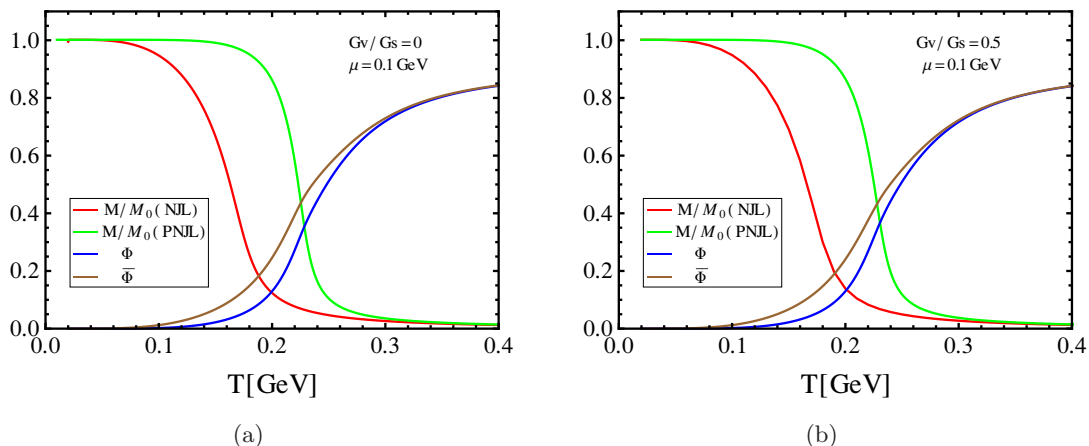 Gv/Gs=0
μ=0.1 GeV
1.0
0.8
0.6
0.4
0.2
0.0
M/M₀(NJL)
M/M₀(PNJL)
Φ
Φ̅
0.0 0.1 0.2 0.3 0.4
T[GeV]
(a)
Gv/Gs=0.5
μ=0.1 GeV
1.0
0.8
0.6
0.4
0.2
0.0
M/M₀(NJL)
M/M₀(PNJL)
Φ
Φ̅
0.0 0.1 0.2 0.3 0.4
T[GeV]
(b)